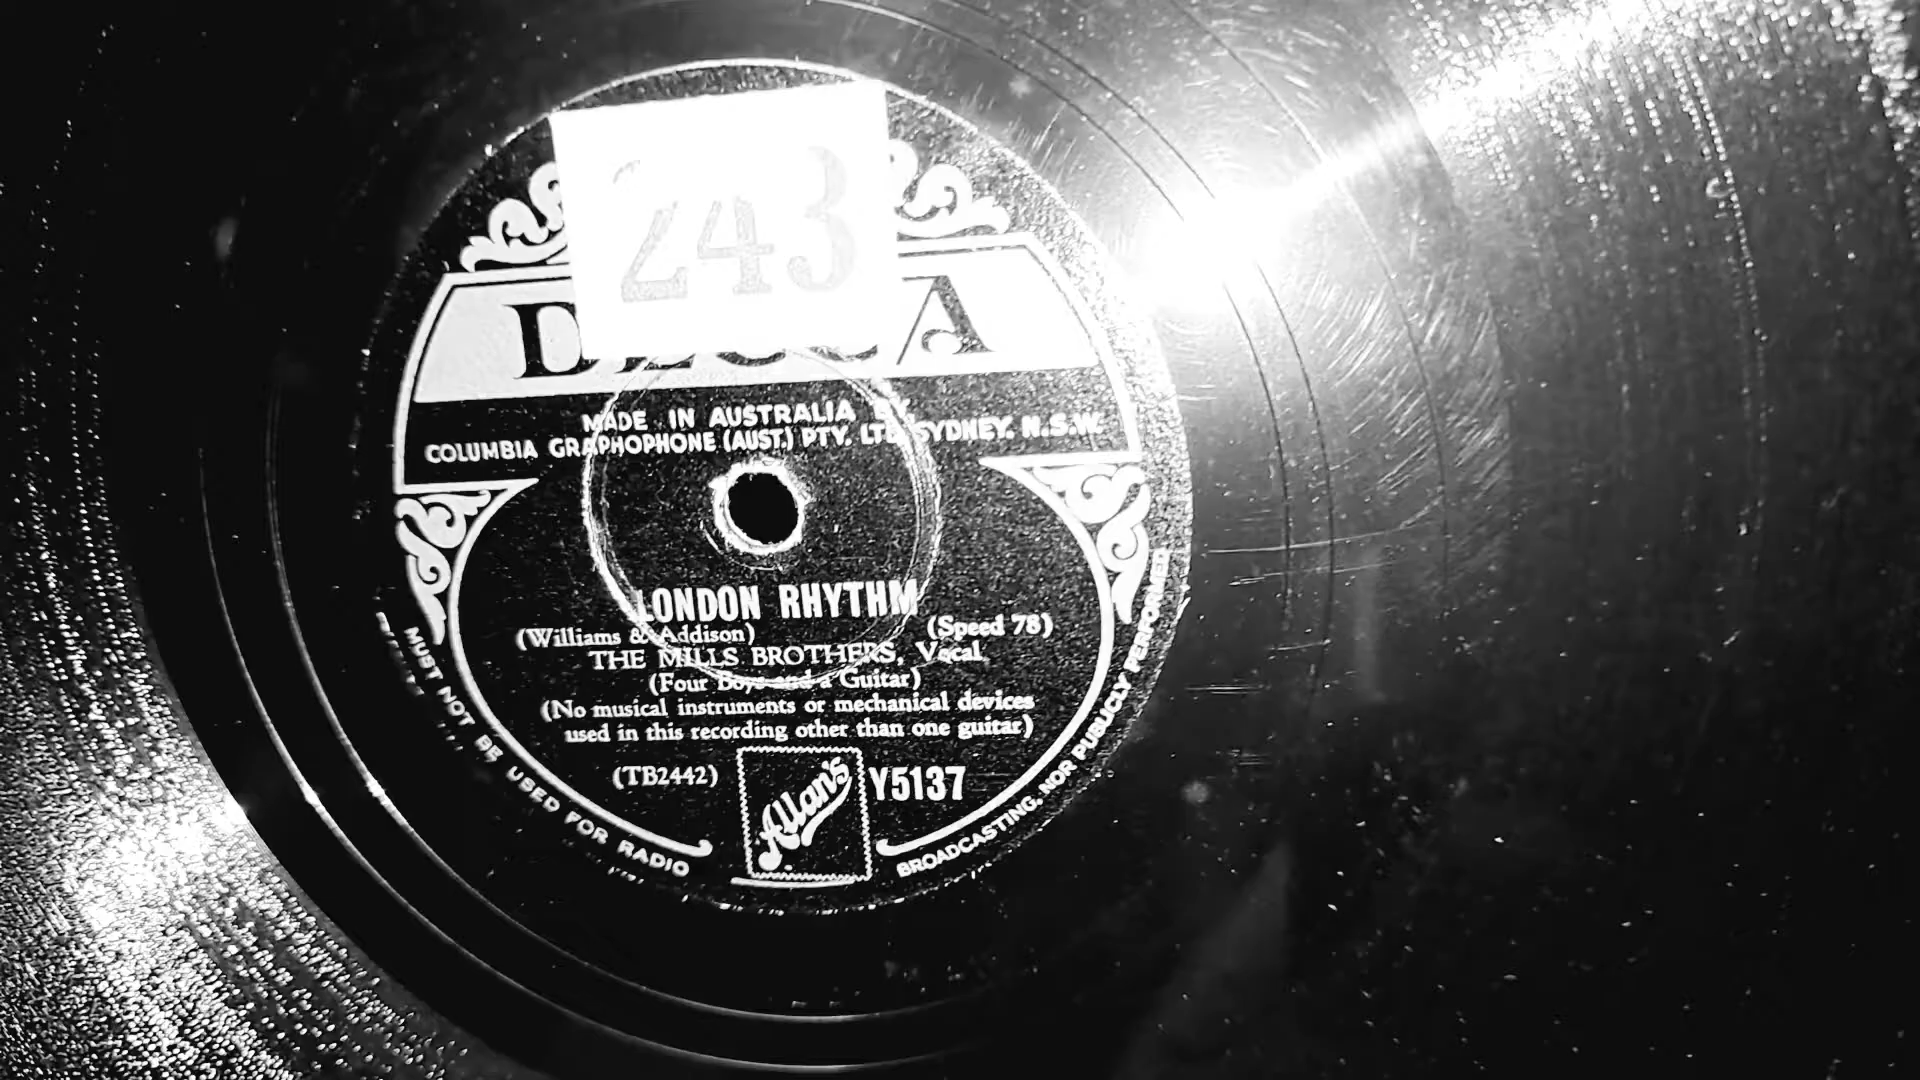 243
DECCA
MADE IN AUSTRALIA BY
COLUMBIA GRAPHOPHONE (AUST.) PTY. LTD. SYDNEY. N.S.W.
LONDON RHYTHM
(Williams & Addison)
(Speed 78)
THE MILLS BROTHERS, Vocal
(Four Boys and a Guitar)
(No musical instruments or mechanical devices
used in this recording other than one guitar)
(TB2442)
Allan's
Y5137
MUST NOT BE USED FOR RADIO
BROADCASTING, NOR PUBLICLY PERFORMED